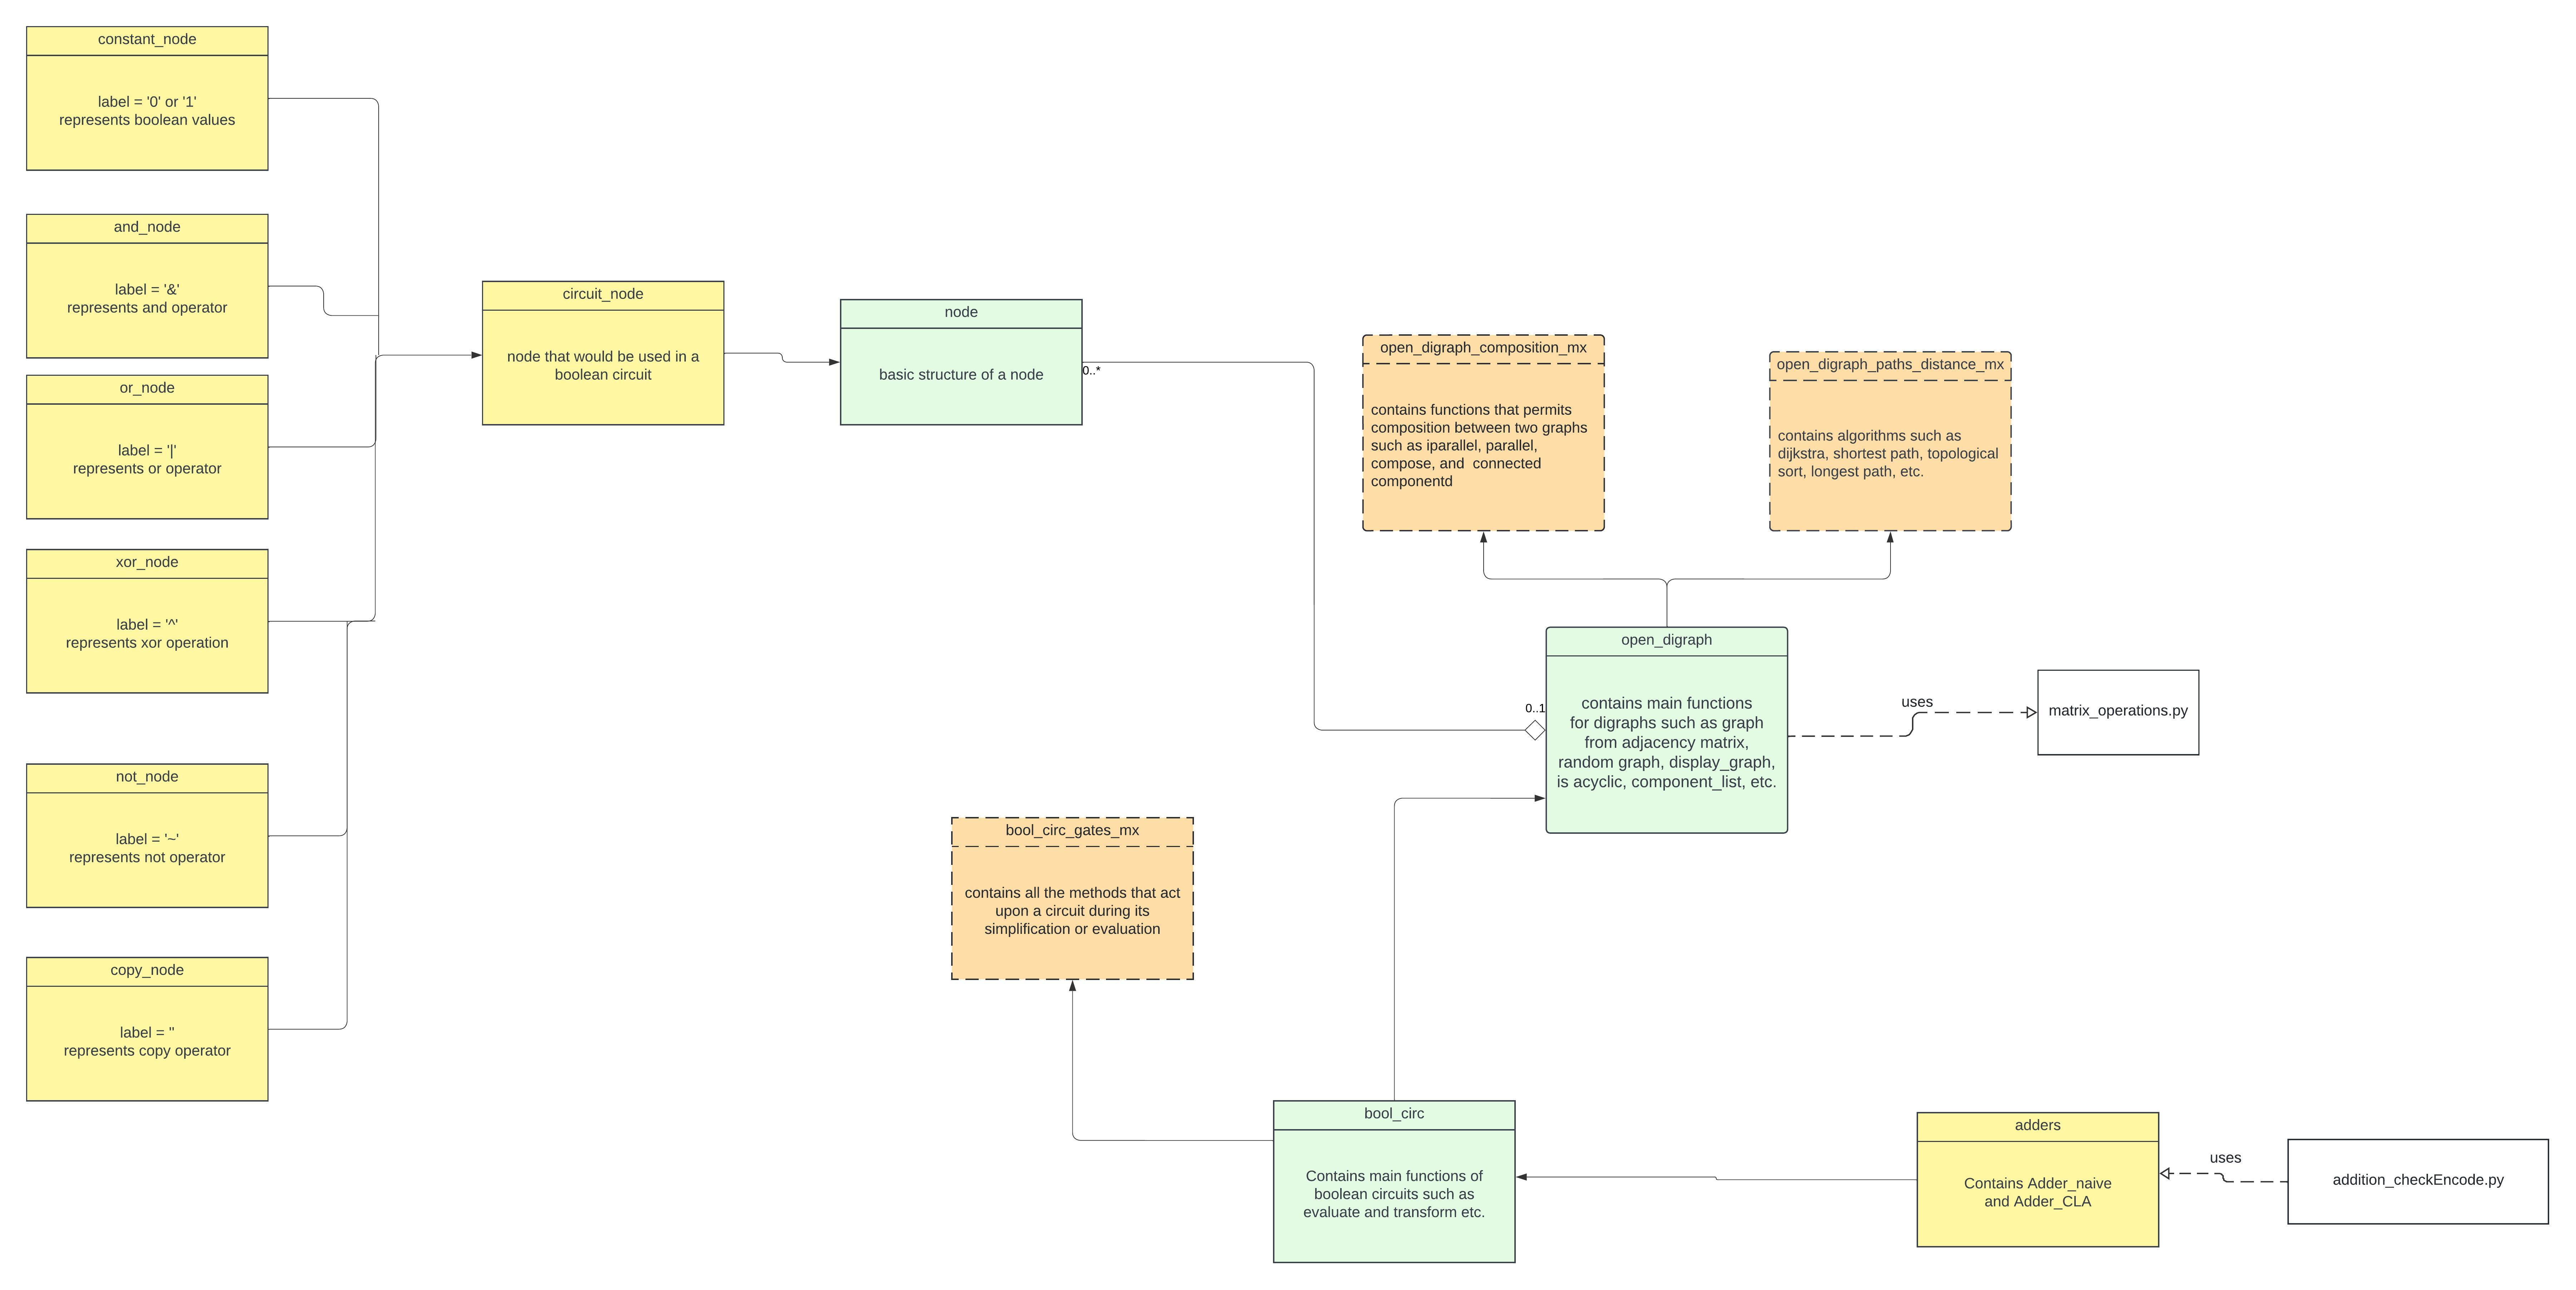 constant_node
label = '0' or '1'
represents boolean values
and_node
label = '&'
represents and operator
or_node
label = '|'
represents or operator
xor_node
label = '^'
represents xor operation
not_node
label = '~'
represents not operator
copy_node
label = ''
represents copy operator
circuit_node
node that would be used in a
boolean circuit
node
basic structure of a node
0..*
open_digraph_composition_mx
contains functions that permits
composition between two graphs
such as iparallel, parallel,
compose, and  connected
componentd
open_digraph_paths_distance_mx
contains algorithms such as
dijkstra, shortest path, topological
sort, longest path, etc.
0..1
open_digraph
contains main functions
for digraphs such as graph
from adjacency matrix,
random graph, display_graph,
is acyclic, component_list, etc.
uses
matrix_operations.py
bool_circ_gates_mx
contains all the methods that act
upon a circuit during its
simplification or evaluation
bool_circ
Contains main functions of
boolean circuits such as
evaluate and transform etc.
adders
Contains Adder_naive
and Adder_CLA
uses
addition_checkEncode.py